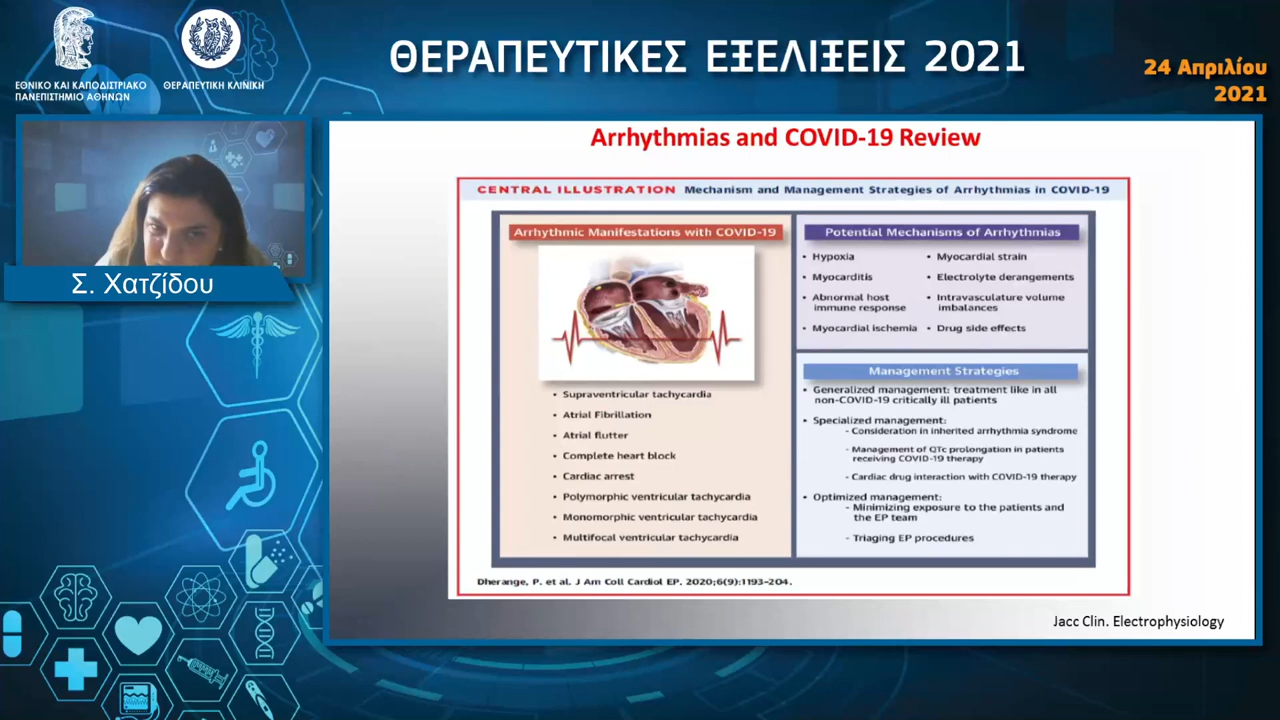 ΕΘΝΙΚΟ ΚΑΙ ΚΑΠΟΔΙΣΤΡΙΑΚΟ
ΠΑΝΕΠΙΣΤΗΜΙΟ ΑΘΗΝΩΝ
ΘΕΡΑΠΕΥΤΙΚΗ ΚΛΙΝΙΚΗ
ΘΕΡΑΠΕΥΤΙΚΕΣ ΕΞΕΛΙΞΕΙΣ 2021
24 Απριλίου
2021
Σ. Χατζίδου
Arrhythmias and COVID-19 Review
CENTRAL ILLUSTRATION Mechanism and Management Strategies of Arrhythmias in COVID-19
Arrhythmic Manifestations with COVID-19
• Supraventricular tachycardia
• Atrial Fibrillation
• Atrial flutter
• Complete heart block
• Cardiac arrest
• Polymorphic ventricular tachycardia
• Monomorphic ventricular tachycardia
• Multifocal ventricular tachycardia
Potential Mechanisms of Arrhythmias
• Hypoxia
• Myocarditis
• Abnormal host
immune response
• Myocardial ischemia
• Myocardial strain
• Electrolyte derangements
• Intravasculature volume
imbalances
• Drug side effects
Management Strategies
• Generalized management: treatment like in all
non-COVID-19 critically ill patients
• Specialized management:
- Consideration in inherited arrhythmia syndrome
- Management of QTc prolongation in patients
receiving COVID-19 therapy
- Cardiac drug interaction with COVID-19 therapy
• Optimized management:
- Minimizing exposure to the patients and
the EP team
- Triaging EP procedures
Dherange, P. et al. J Am Coll Cardiol EP. 2020;6(9):1193-204.
Jacc Clin. Electrophysiology